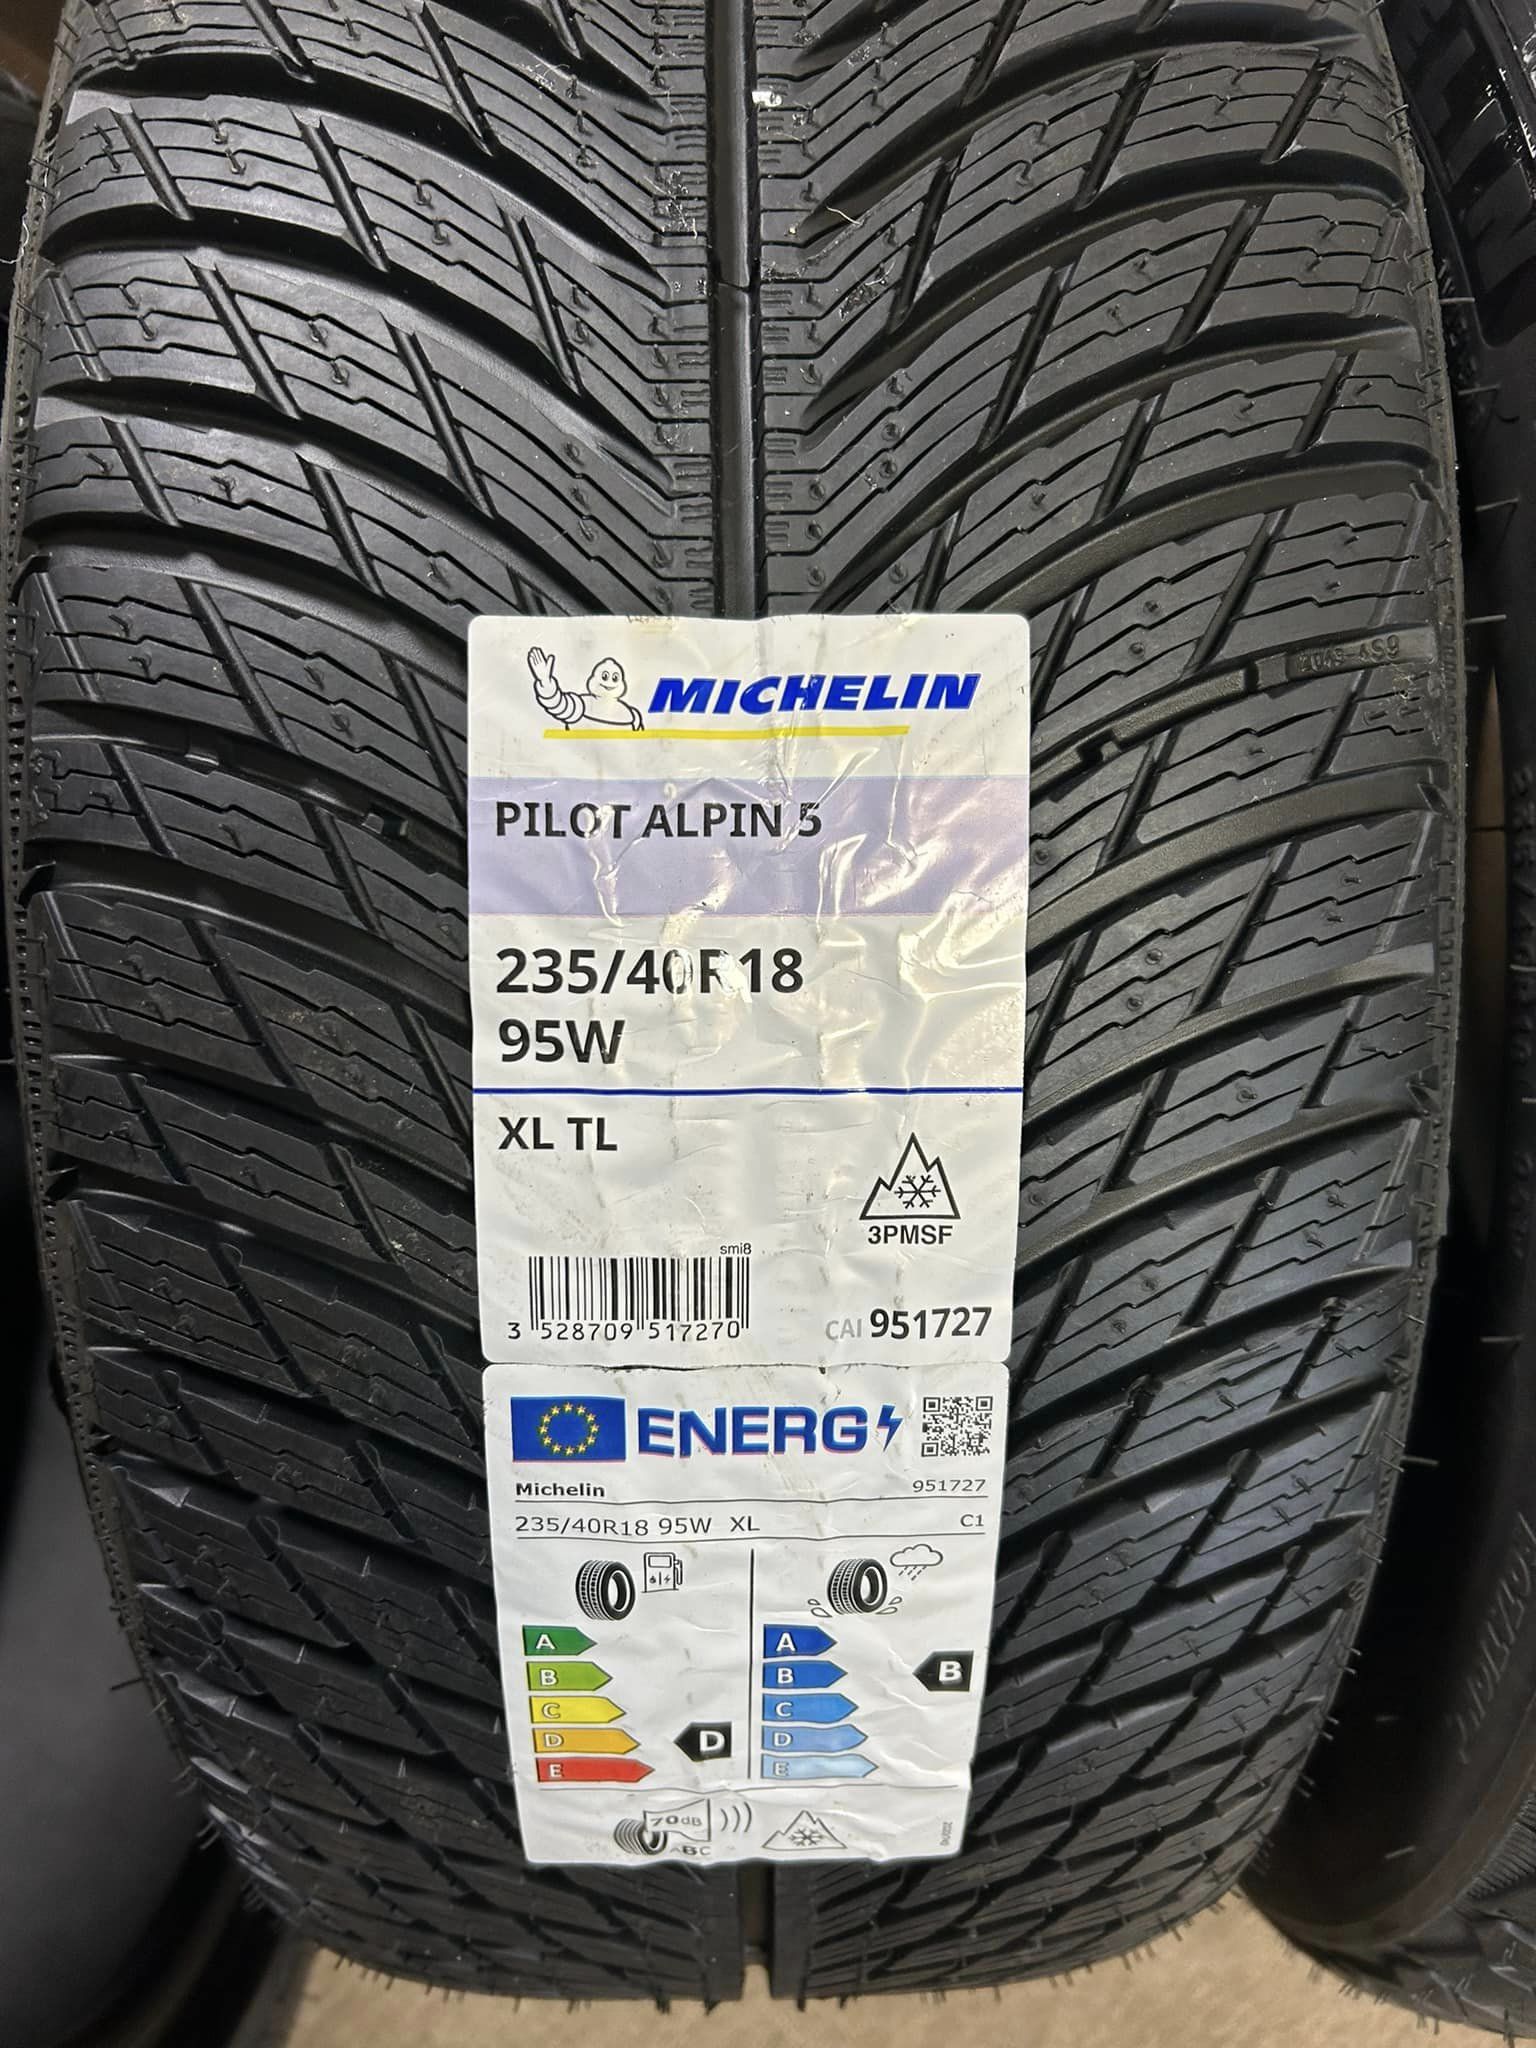 MICHELIN
PILOT ALPIN 5
235/40R18
95W
XL TL
3PMSF
smi8
3 528709 517270
CAI 951727
ENERG
Michelin 951727
235/40R18 95W XL C1
A
B
C
D
E
D
A
B
C
D
E
B
70dB
ABC